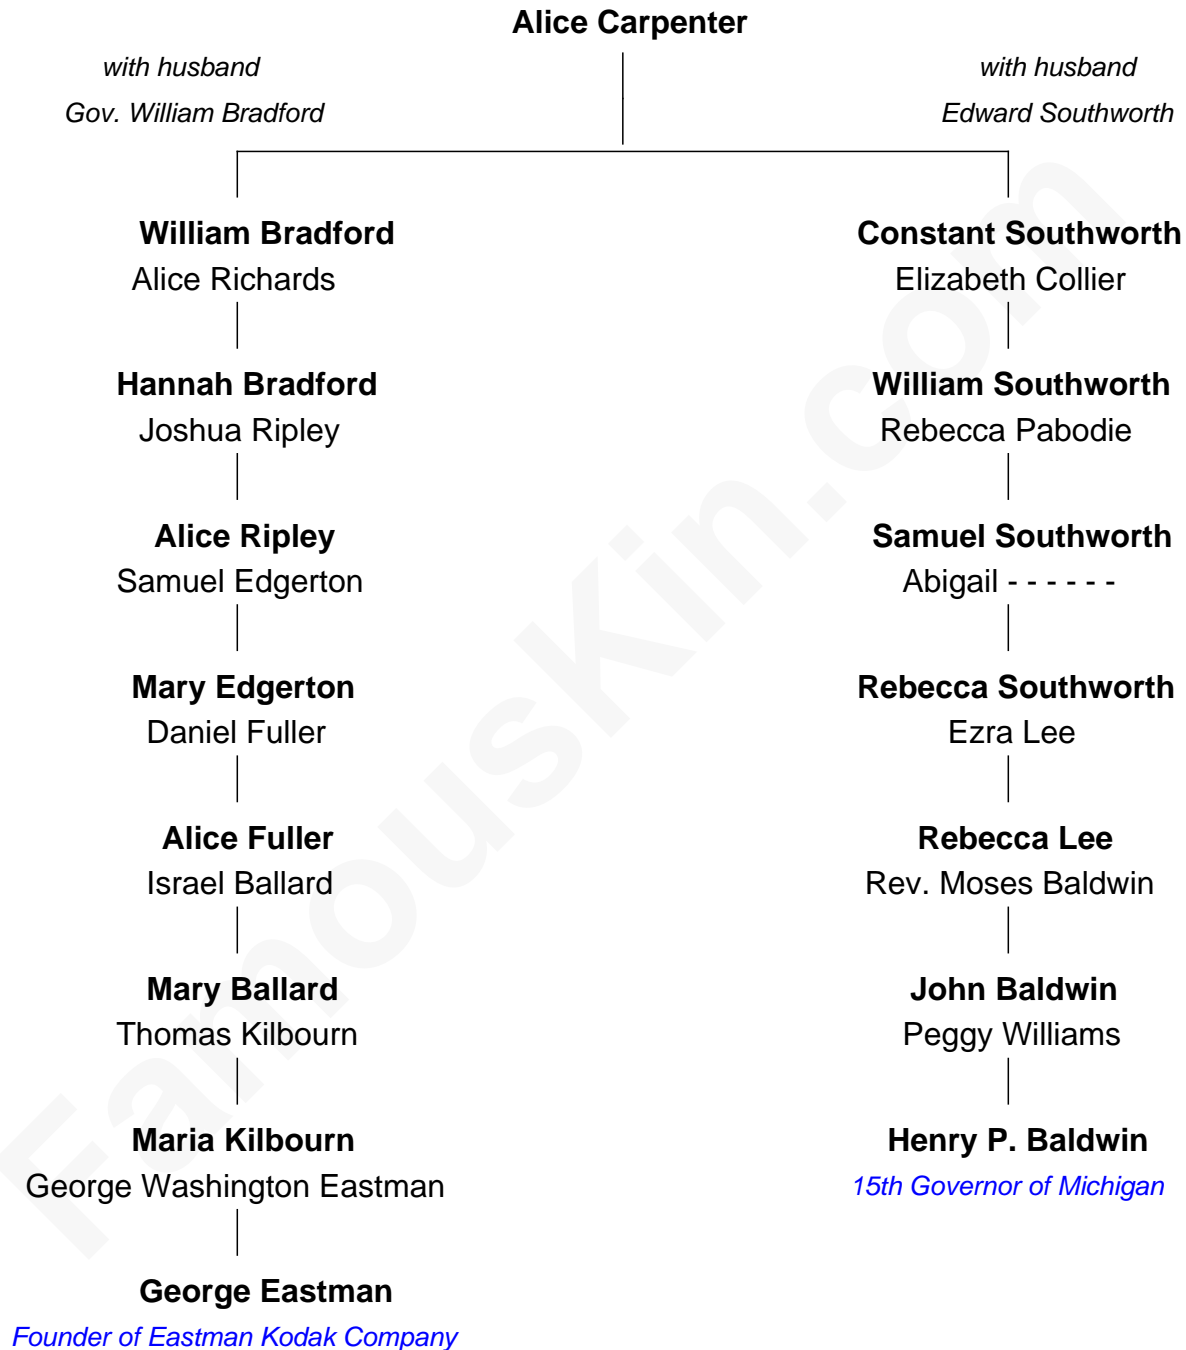 Alice Carpenter
with husband
Gov. William Bradford
with husband
Edward Southworth
William Bradford
Alice Richards
Hannah Bradford
Joshua Ripley
Alice Ripley
Samuel Edgerton
Mary Edgerton
Daniel Fuller
Alice Fuller
Israel Ballard
Mary Ballard
Thomas Kilbourn
Maria Kilbourn
George Washington Eastman
George Eastman
Founder of Eastman Kodak Company
Constant Southworth
Elizabeth Collier
William Southworth
Rebecca Pabodie
Samuel Southworth
Abigail - - - - - -
Rebecca Southworth
Ezra Lee
Rebecca Lee
Rev. Moses Baldwin
John Baldwin
Peggy Williams
Henry P. Baldwin
15th Governor of Michigan
FamousKin.com